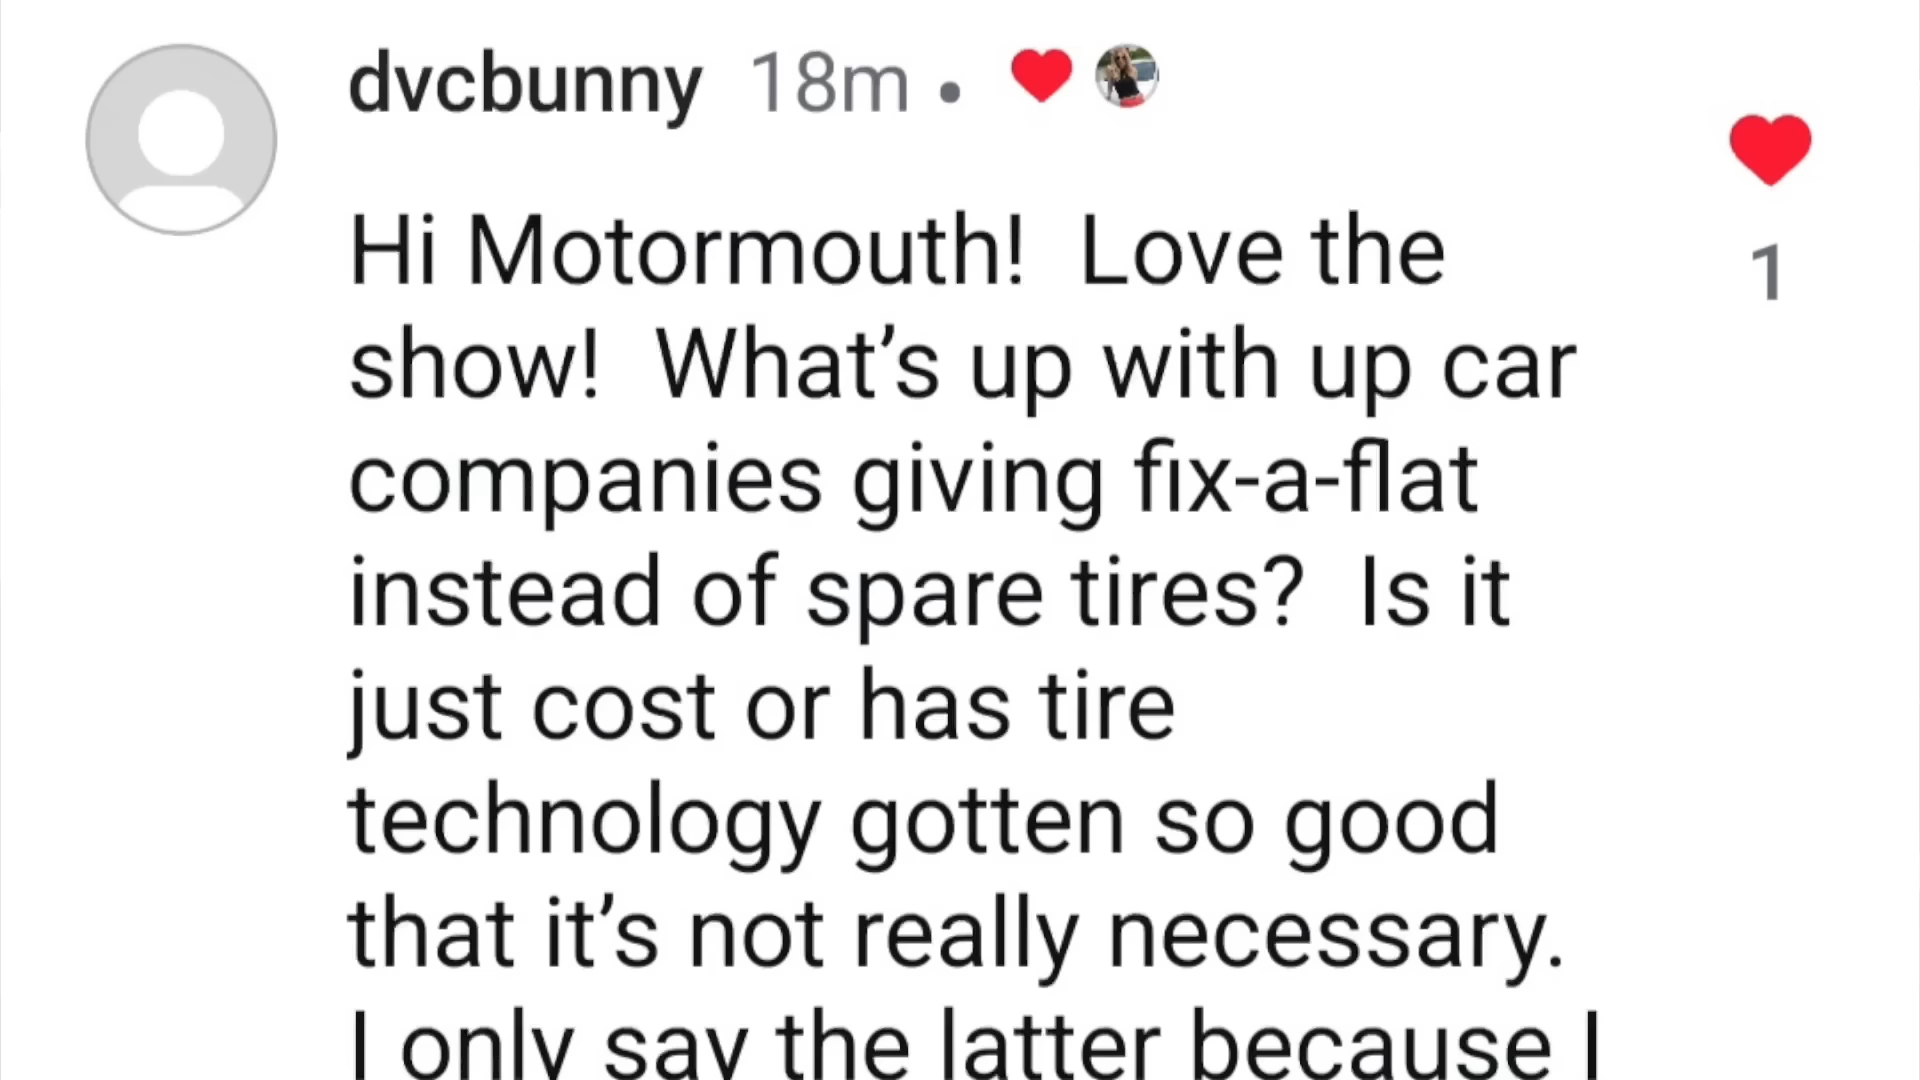 dvcbunny 18m •
1
Hi Motormouth!  Love the
show!  What’s up with up car
companies giving fix-a-flat
instead of spare tires?  Is it
just cost or has tire
technology gotten so good
that it’s not really necessary.
I only say the latter because I